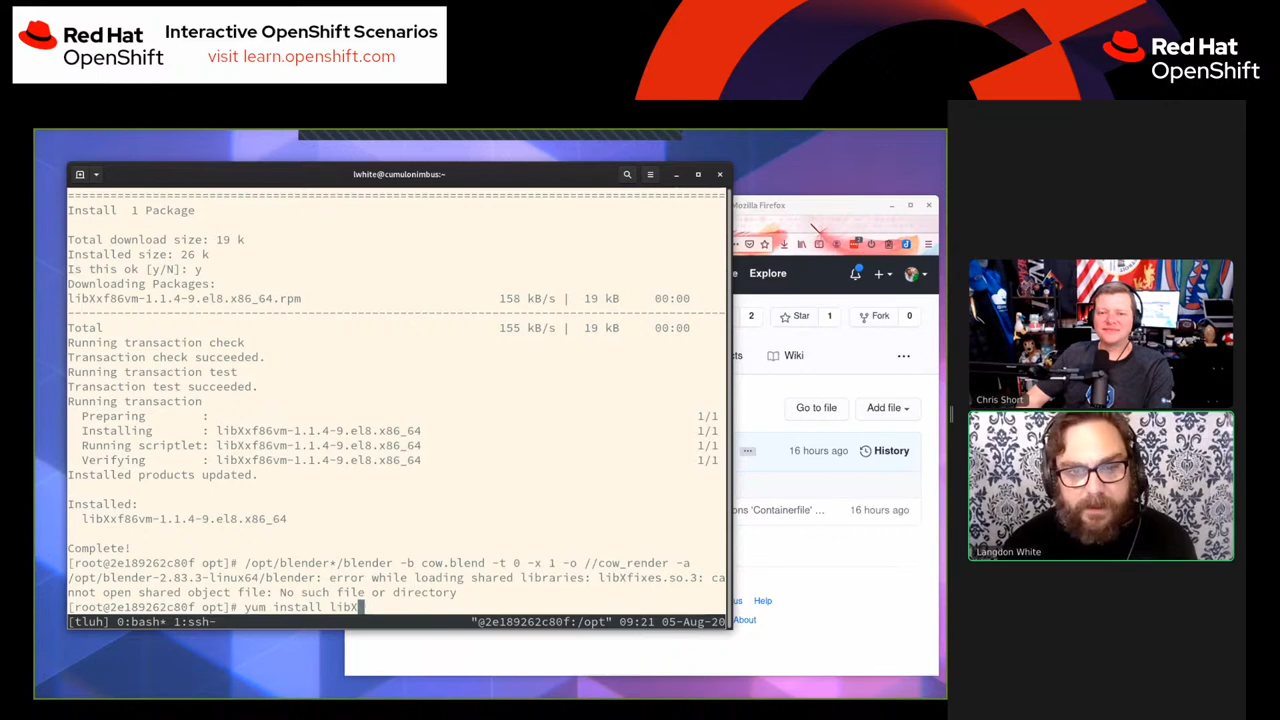 Red Hat
OpenShift
Interactive OpenShift Scenarios
visit learn.openshift.com
Red Hat
OpenShift
lwhite@cumulonimbus:~
================================================================================
Install  1 Package
Total download size: 19 k
Installed size: 26 k
Is this ok [y/N]: y
Downloading Packages:
libXxf86vm-1.1.4-9.el8.x86_64.rpm 158 kB/s | 19 kB 00:00
--------------------------------------------------------------------------------
Total 155 kB/s | 19 kB 00:00
Running transaction check
Transaction check succeeded.
Running transaction test
Transaction test succeeded.
Running transaction
Preparing : 1/1
Installing : libXxf86vm-1.1.4-9.el8.x86_64 1/1
Running scriptlet: libXxf86vm-1.1.4-9.el8.x86_64 1/1
Verifying : libXxf86vm-1.1.4-9.el8.x86_64 1/1
Installed products updated.
Installed:
libXxf86vm-1.1.4-9.el8.x86_64
Complete!
[root@2e189262c80f opt]# /opt/blender*/blender -b cow.blend -t 0 -x 1 -o //cow_render -a
/opt/blender-2.83.3-linux64/blender: error while loading shared libraries: libXfixes.so.3: ca
nnot open shared object file: No such file or directory
[root@2e189262c80f opt]# yum install libX
[tluh] 0:bash* 1:ssh- "@2e189262c80f:/opt" 09:21 05-Aug-20
Mozilla Firefox
e Explore
2 Star 1 Fork 0
cts Wiki
Go to file Add file
16 hours ago History
ons 'Containerfile' … 16 hours ago
us Help
About
Chris Short
Langdon White